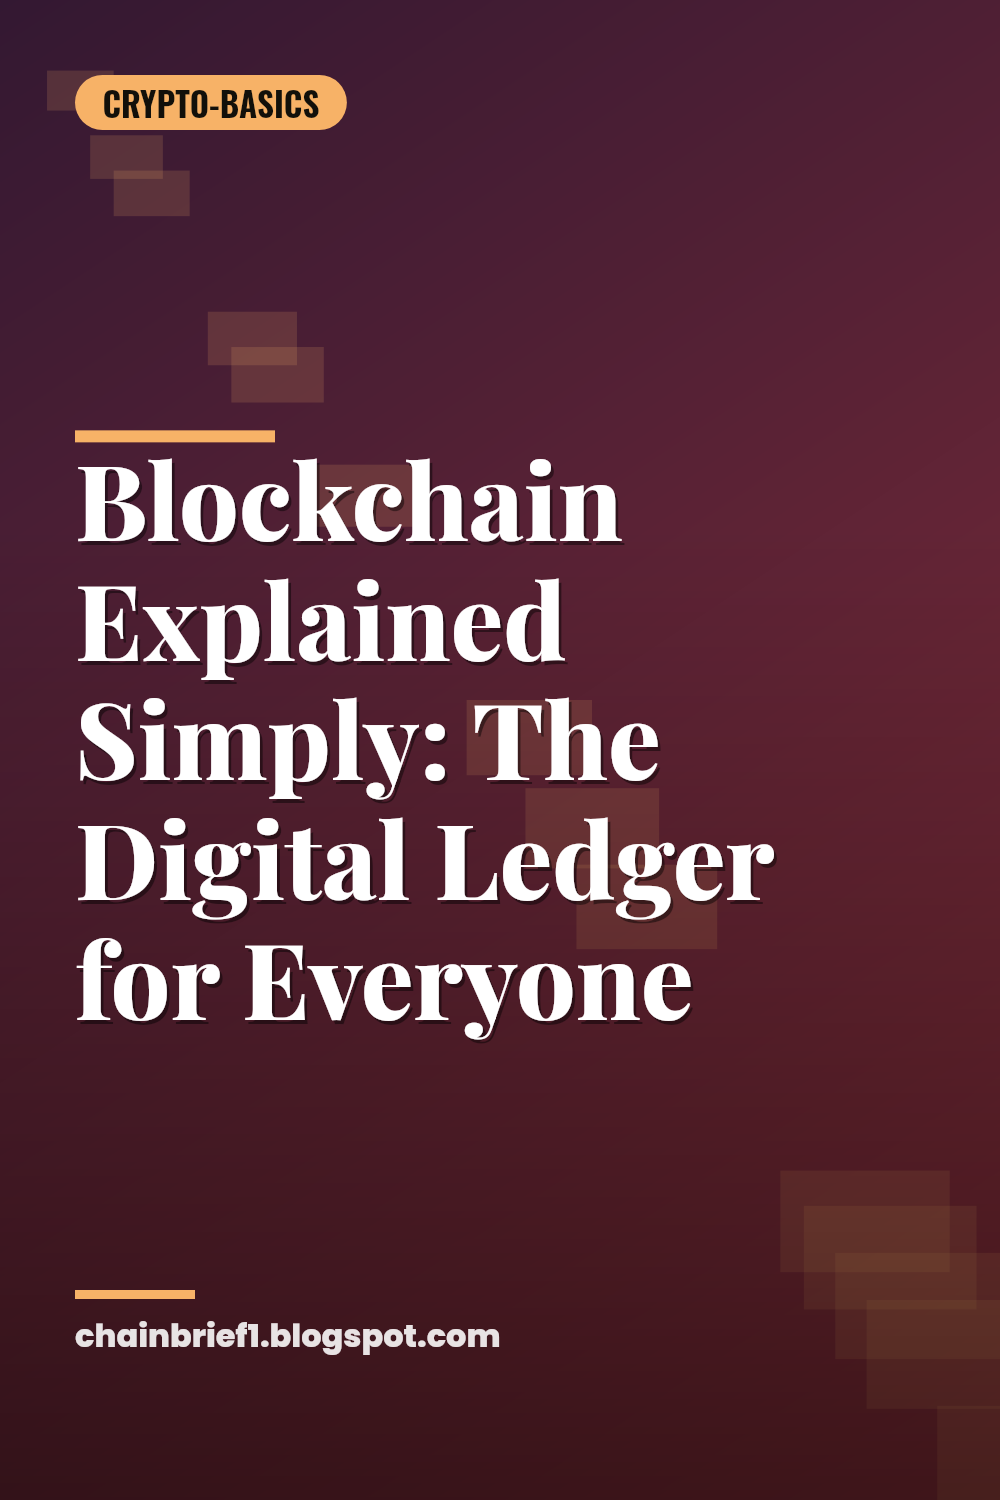 CRYPTO-BASICS
Blockchain
Explained
Simply: The
Digital Ledger
for Everyone
chainbrief1.blogspot.com